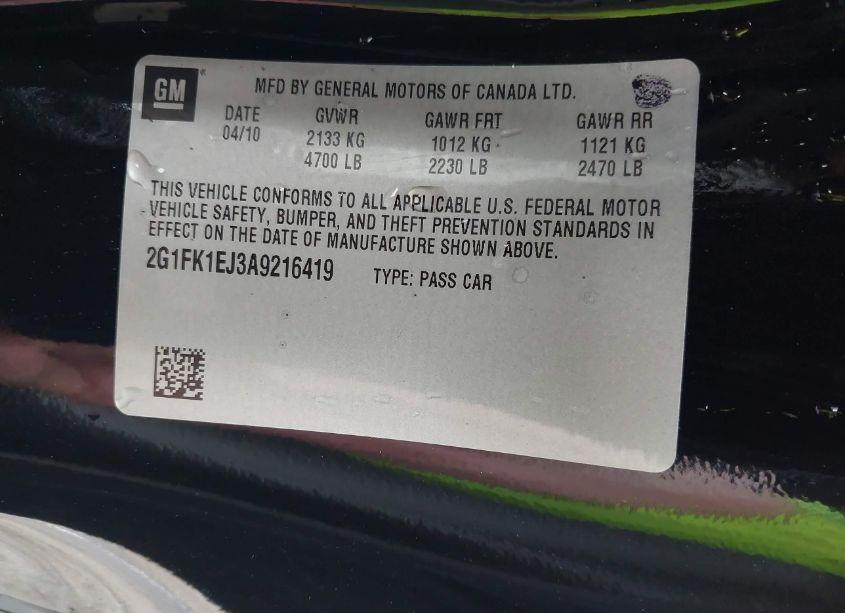 GM
MFD BY GENERAL MOTORS OF CANADA LTD.
DATE GVWR GAWR FRT GAWR RR
04/10 2133 KG 1012 KG 1121 KG
4700 LB 2230 LB 2470 LB
THIS VEHICLE CONFORMS TO ALL APPLICABLE U.S. FEDERAL MOTOR
VEHICLE SAFETY, BUMPER, AND THEFT PREVENTION STANDARDS IN
EFFECT ON THE DATE OF MANUFACTURE SHOWN ABOVE.
2G1FK1EJ3A9216419 TYPE: PASS CAR